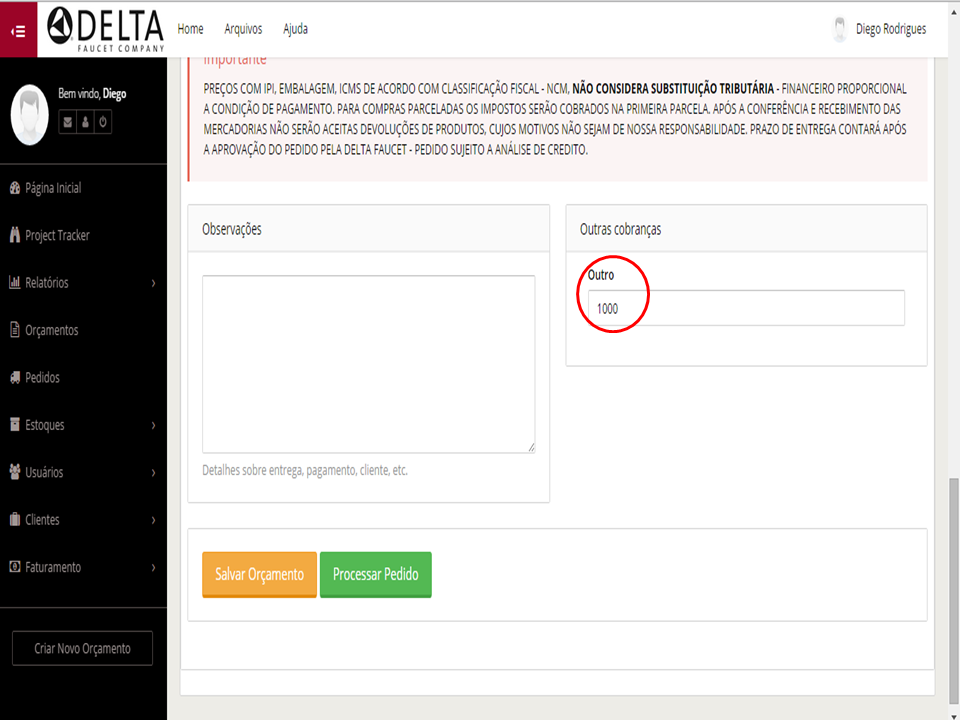 DELTA
FAUCET COMPANY
Home
Arquivos
Ajuda
Diego Rodrigues
Bem vindo, Diego
Página Inicial
Project Tracker
Relatórios
Orçamentos
Pedidos
Estoques
Usuários
Clientes
Faturamento
Criar Novo Orçamento
Importante
PREÇOS COM IPI, EMBALAGEM, ICMS DE ACORDO COM CLASSIFICAÇÃO FISCAL - NCM, NÃO CONSIDERA SUBSTITUIÇÃO TRIBUTÁRIA - FINANCEIRO PROPORCIONAL
A CONDIÇÃO DE PAGAMENTO. PARA COMPRAS PARCELADAS OS IMPOSTOS SERÃO COBRADOS NA PRIMEIRA PARCELA. APÓS A CONFERÊNCIA E RECEBIMENTO DAS
MERCADORIAS NÃO SERÃO ACEITAS DEVOLUÇÕES DE PRODUTOS, CUJOS MOTIVOS NÃO SEJAM DE NOSSA RESPONSABILIDADE. PRAZO DE ENTREGA CONTARÁ APÓS
A APROVAÇÃO DO PEDIDO PELA DELTA FAUCET - PEDIDO SUJEITO A ANÁLISE DE CREDITO.
Observações
Detalhes sobre entrega, pagamento, cliente, etc.
Outras cobranças
Outro
1000
Salvar Orçamento
Processar Pedido